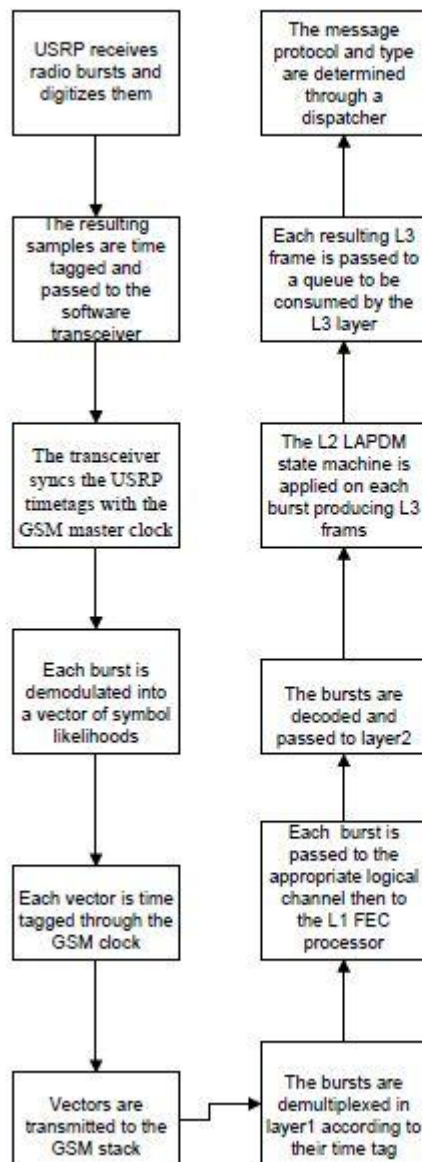 USRP receives
radio bursts and
digitizes them
The resulting
samples are time
tagged and
passed to the
software
transceiver
The transceiver
syncs the USRP
timetags with the
GSM master clock
Each burst is
demodulated into
a vector of symbol
likelihoods
Each vector is time
tagged through the
GSM clock
Vectors are
transmitted to the
GSM stack
The bursts are
demultiplexed in
layer1 according to
their time tag
Each burst is
passed to the
appropriate logical
channel then to
the L1 FEC
processor
The bursts are
decoded and
passed to layer2
The L2 LAPDM
state machine is
applied on each
burst producing L3
frams
Each resulting L3
frame is passed to
a queue to be
consumed by the
L3 layer
The message
protocol and type
are determined
through a
dispatcher